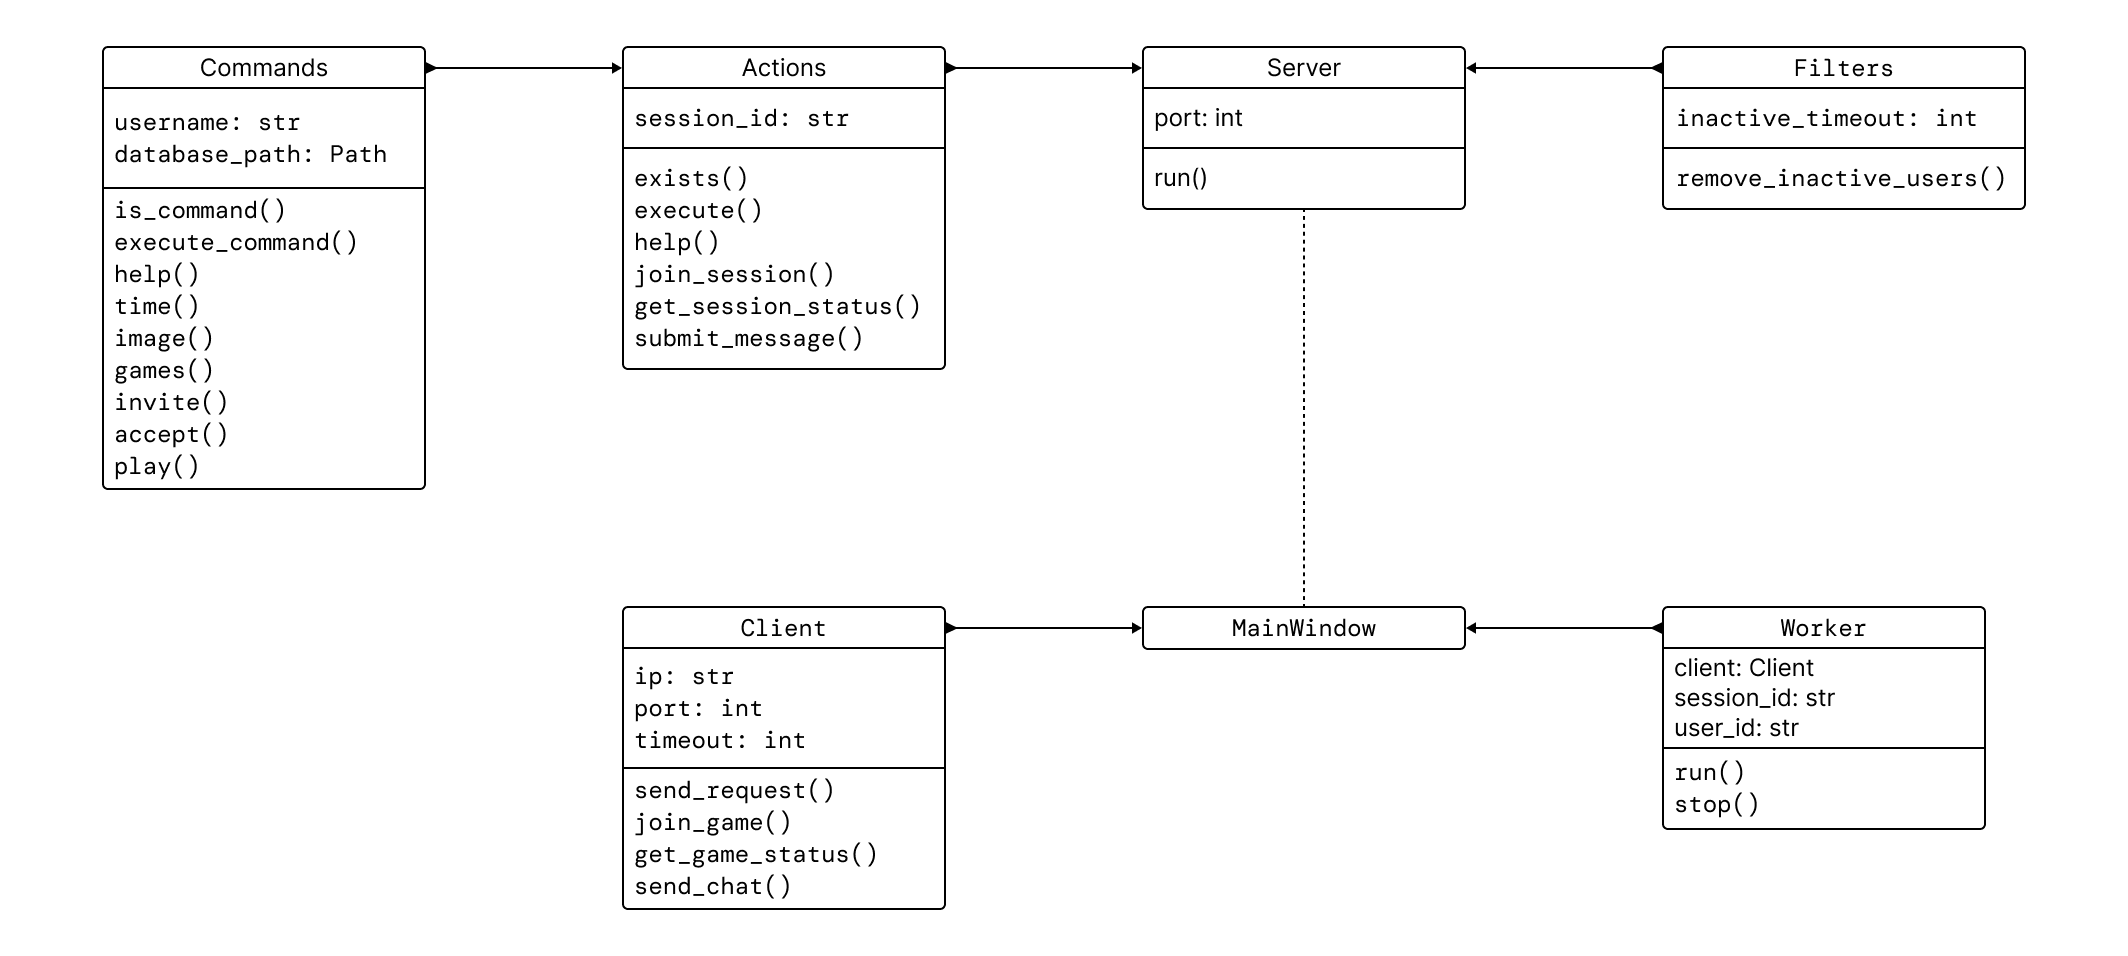 Commands
username: str
database_path: Path
is_command()
execute_command()
help()
time()
image()
games()
invite()
accept()
play()
Actions
session_id: str
exists()
execute()
help()
join_session()
get_session_status()
submit_message()
Server
port: int
run()
Filters
inactive_timeout: int
remove_inactive_users()
Client
ip: str
port: int
timeout: int
send_request()
join_game()
get_game_status()
send_chat()
MainWindow
Worker
client: Client
session_id: str
user_id: str
run()
stop()